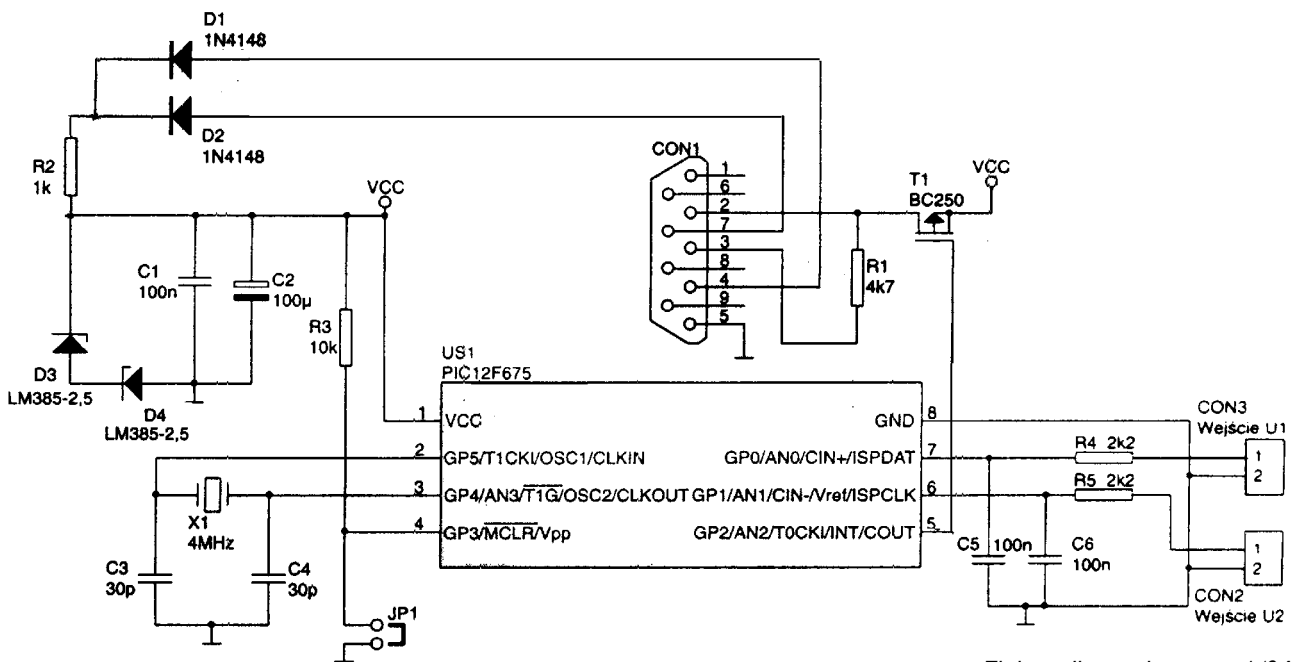 D1
1N4148
D2
1N4148
R2
1k
VCC
CON1
1
6
2
7
3
8
4
9
5
T1
BC250
VCC
R1
4k7
C1
100n
C2
100µ
R3
10k
D3
LM385-2,5
D4
LM385-2,5
US1
PIC12F675
1 VCC
2 GP5/T1CKI/OSC1/CLKIN
3 GP4/AN3/T1G/OSC2/CLKOUT
4 GP3/MCLR/Vpp
GND 8
GP0/AN0/CIN+/ISPDAT 7
GP1/AN1/CIN-/Vref/ISPCLK 6
GP2/AN2/T0CKI/INT/COUT 5
R4 2k2
R5 2k2
CON3
Wejście U1
1
2
X1
4MHz
C3
30p
C4
30p
JP1
C5 100n
C6
100n
1
2
CON2
Wejście U2